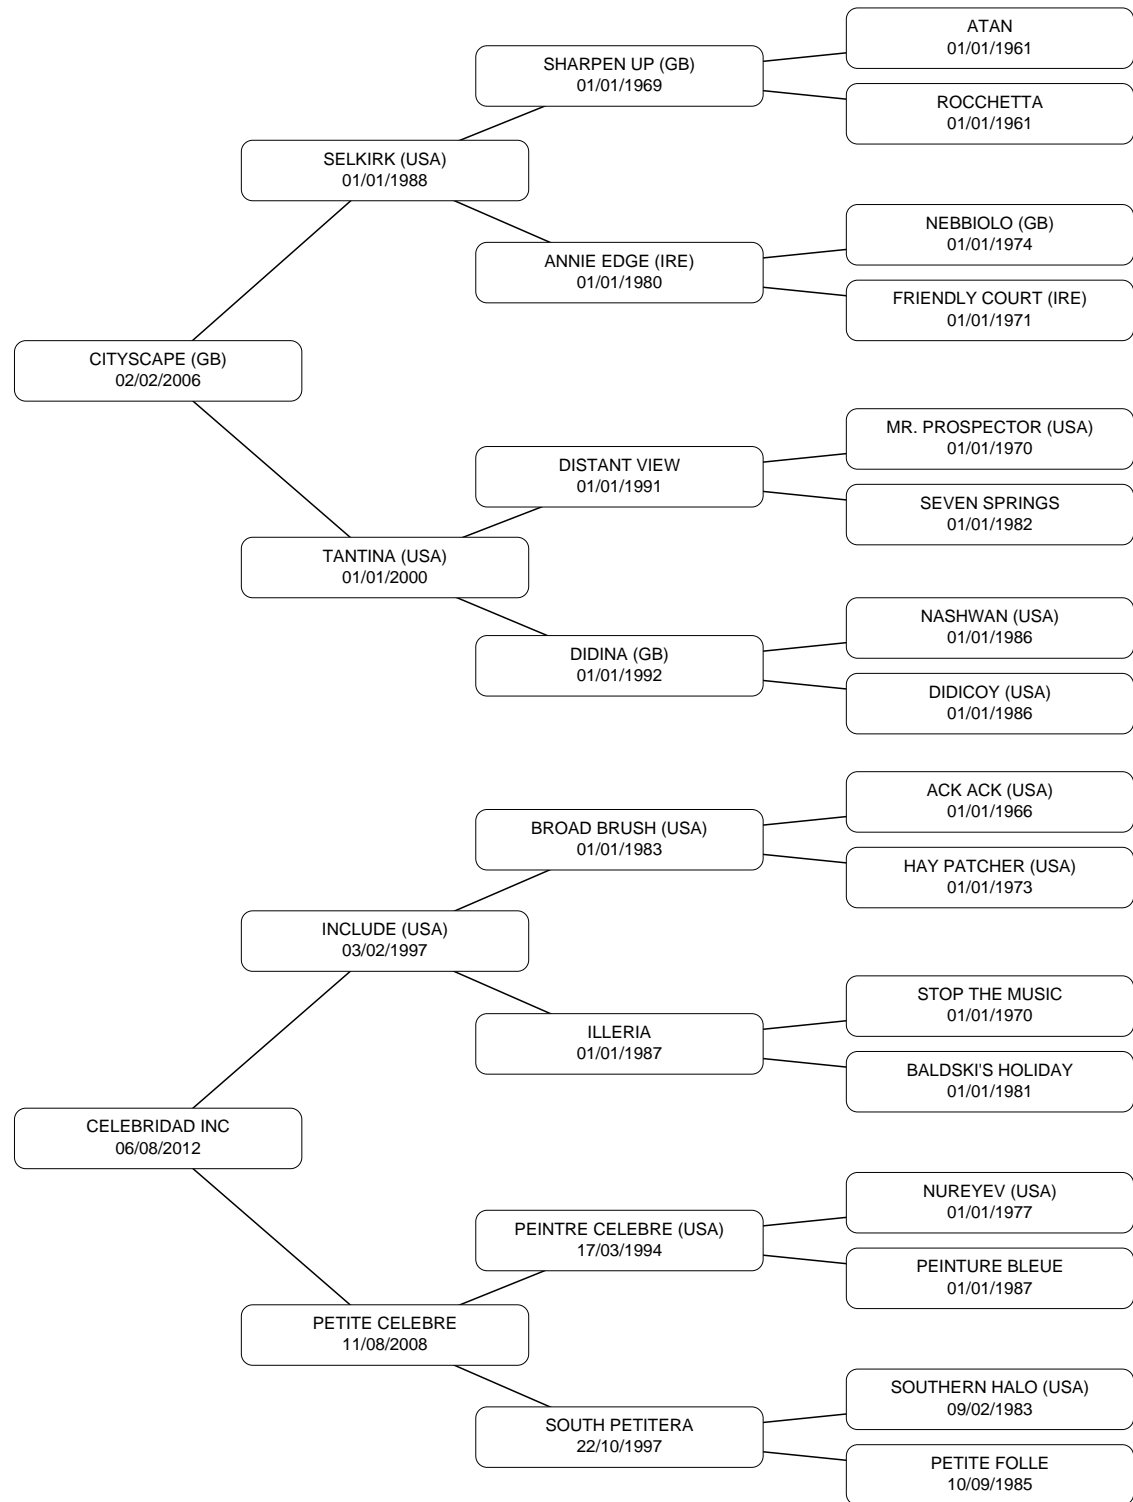 ATAN
01/01/1961
SHARPEN UP (GB)
01/01/1969
ROCCHETTA
01/01/1961
SELKIRK (USA)
01/01/1988
NEBBIOLO (GB)
01/01/1974
ANNIE EDGE (IRE)
01/01/1980
FRIENDLY COURT (IRE)
01/01/1971
CITYSCAPE (GB)
02/02/2006
MR. PROSPECTOR (USA)
01/01/1970
DISTANT VIEW
01/01/1991
SEVEN SPRINGS
01/01/1982
TANTINA (USA)
01/01/2000
NASHWAN (USA)
01/01/1986
DIDINA (GB)
01/01/1992
DIDICOY (USA)
01/01/1986
ACK ACK (USA)
01/01/1966
BROAD BRUSH (USA)
01/01/1983
HAY PATCHER (USA)
01/01/1973
INCLUDE (USA)
03/02/1997
STOP THE MUSIC
01/01/1970
ILLERIA
01/01/1987
BALDSKI'S HOLIDAY
01/01/1981
CELEBRIDAD INC
06/08/2012
NUREYEV (USA)
01/01/1977
PEINTRE CELEBRE (USA)
17/03/1994
PEINTURE BLEUE
01/01/1987
PETITE CELEBRE
11/08/2008
SOUTHERN HALO (USA)
09/02/1983
SOUTH PETITERA
22/10/1997
PETITE FOLLE
10/09/1985